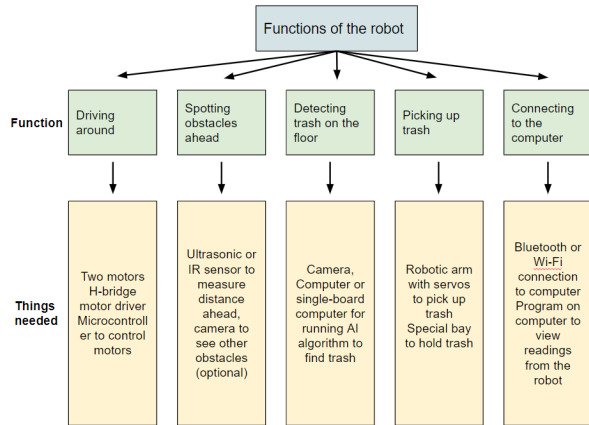 Functions of the robot
Function
Driving
around
Spotting
obstacles
ahead
Detecting
trash on the
floor
Picking up
trash
Connecting
to the
computer
Things
needed
Two motors
H-bridge
motor driver
Microcontroll
er to control
motors
Ultrasonic or
IR sensor to
measure
distance
ahead,
camera to
see other
obstacles
(optional)
Camera,
Computer or
single-board
computer for
running AI
algorithm to
find trash
Robotic arm
with servos
to pick up
trash
Special bay
to hold trash
Bluetooth or
Wi-Fi
connection
to computer
Program on
computer to
view
readings
from the
robot